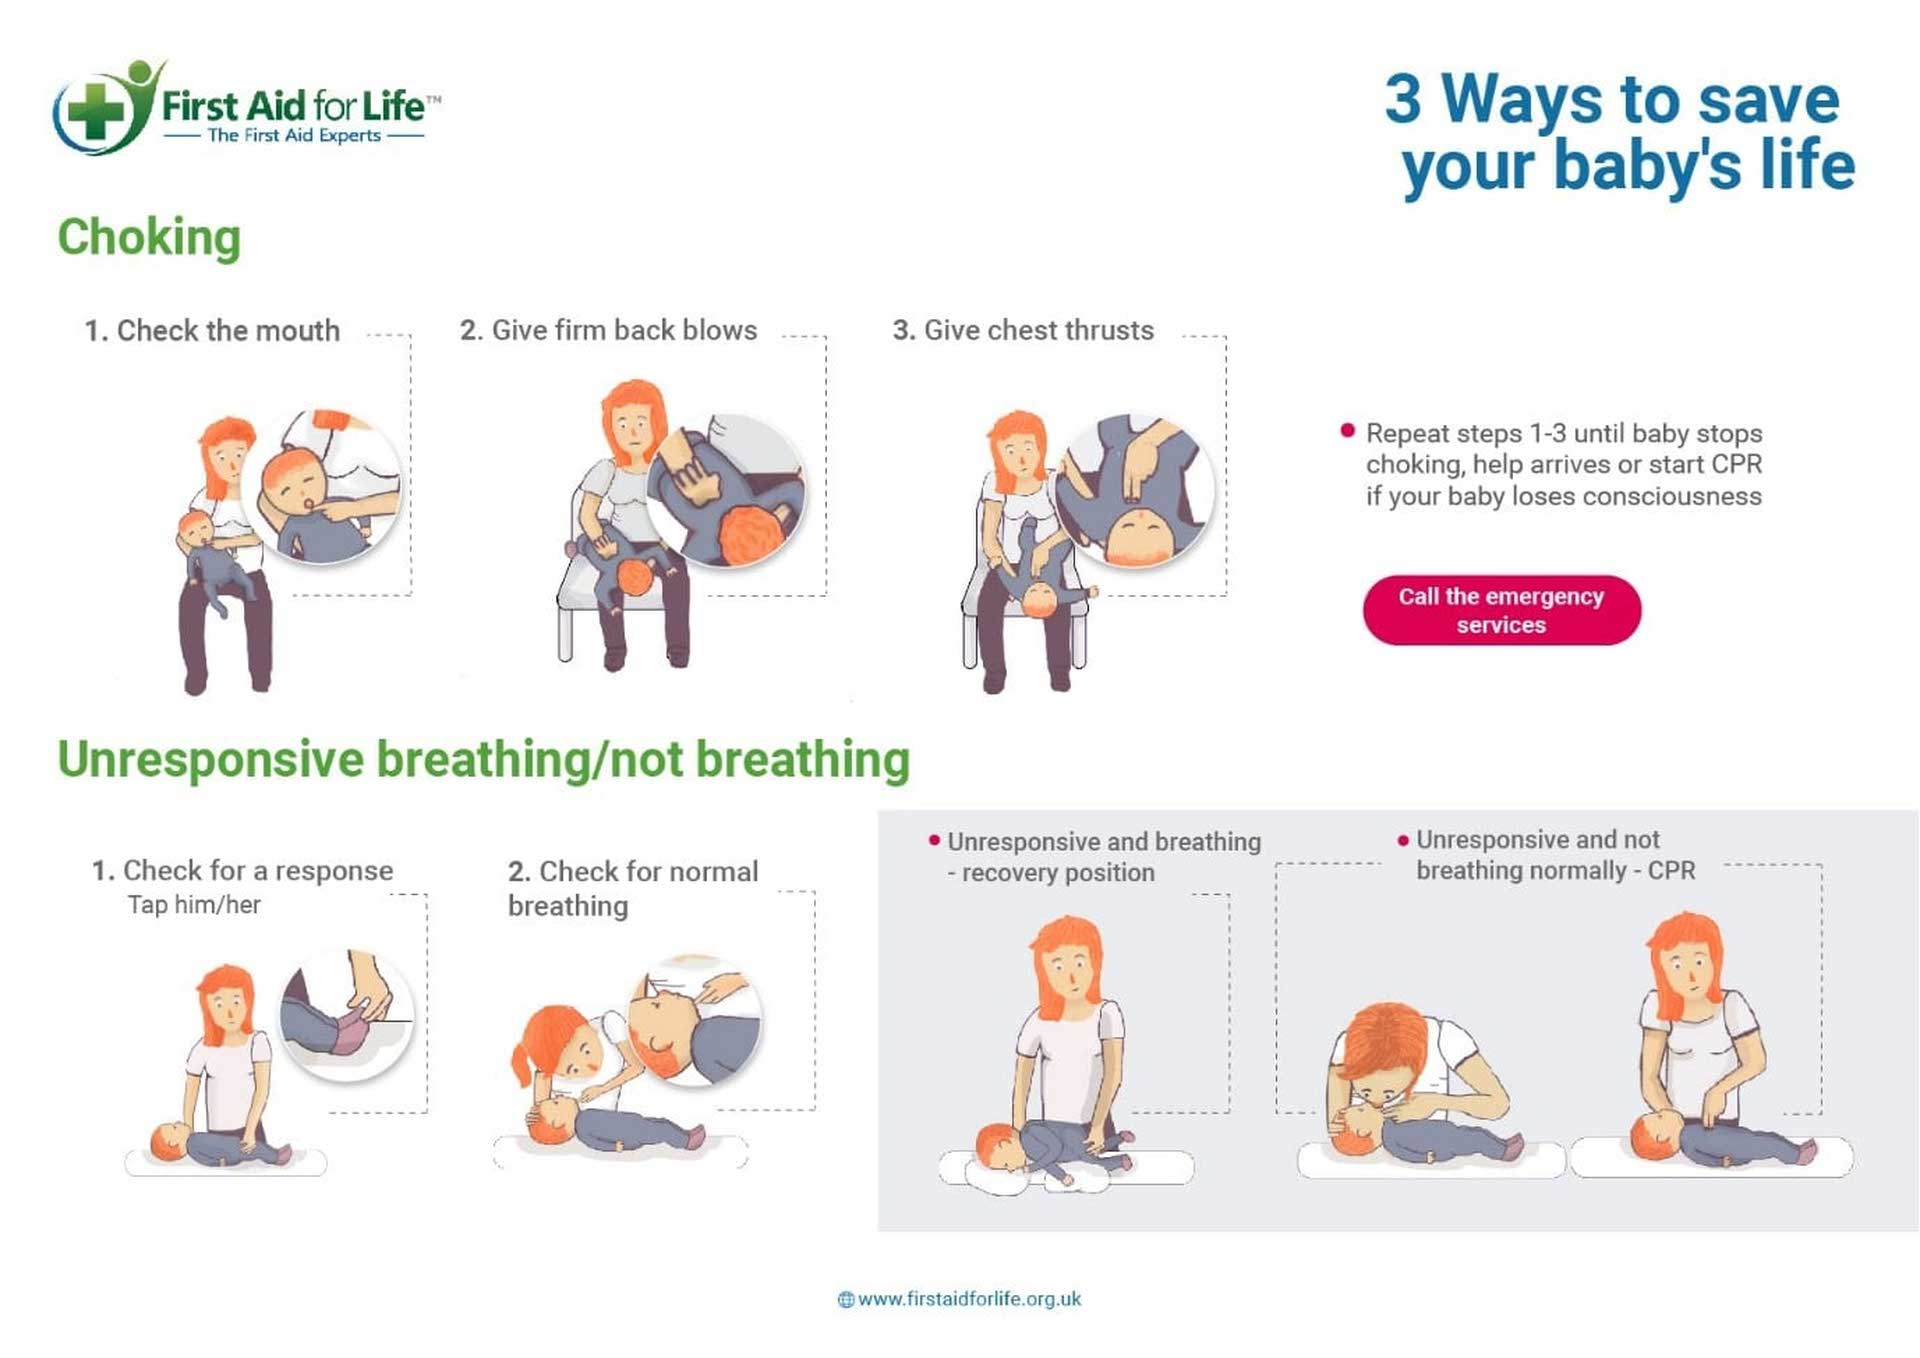 First Aid for Life™
The First Aid Experts
3 Ways to save
your baby's life
Choking
1. Check the mouth
2. Give firm back blows
3. Give chest thrusts
Repeat steps 1-3 until baby stops
choking, help arrives or start CPR
if your baby loses consciousness
Call the emergency
services
Unresponsive breathing/not breathing
1. Check for a response
Tap him/her
2. Check for normal
breathing
Unresponsive and breathing
- recovery position
Unresponsive and not
breathing normally - CPR
www.firstaidforlife.org.uk